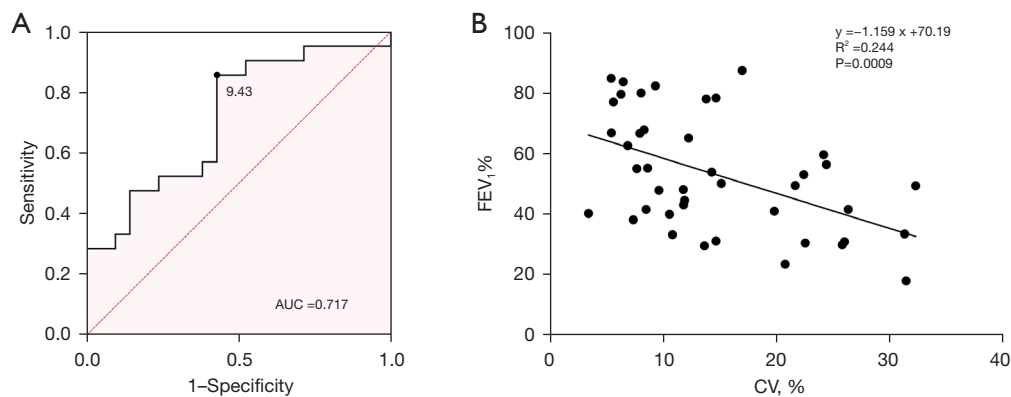 A
Sensitivity
1.0
0.8
0.6
0.4
0.2
0.0
9.43
AUC =0.717
0.0 0.5 1.0
1–Specificity
B
FEV₁%
100
80
60
40
20
0
y =−1.159 x +70.19
R² =0.244
P=0.0009
0 10 20 30 40
CV, %